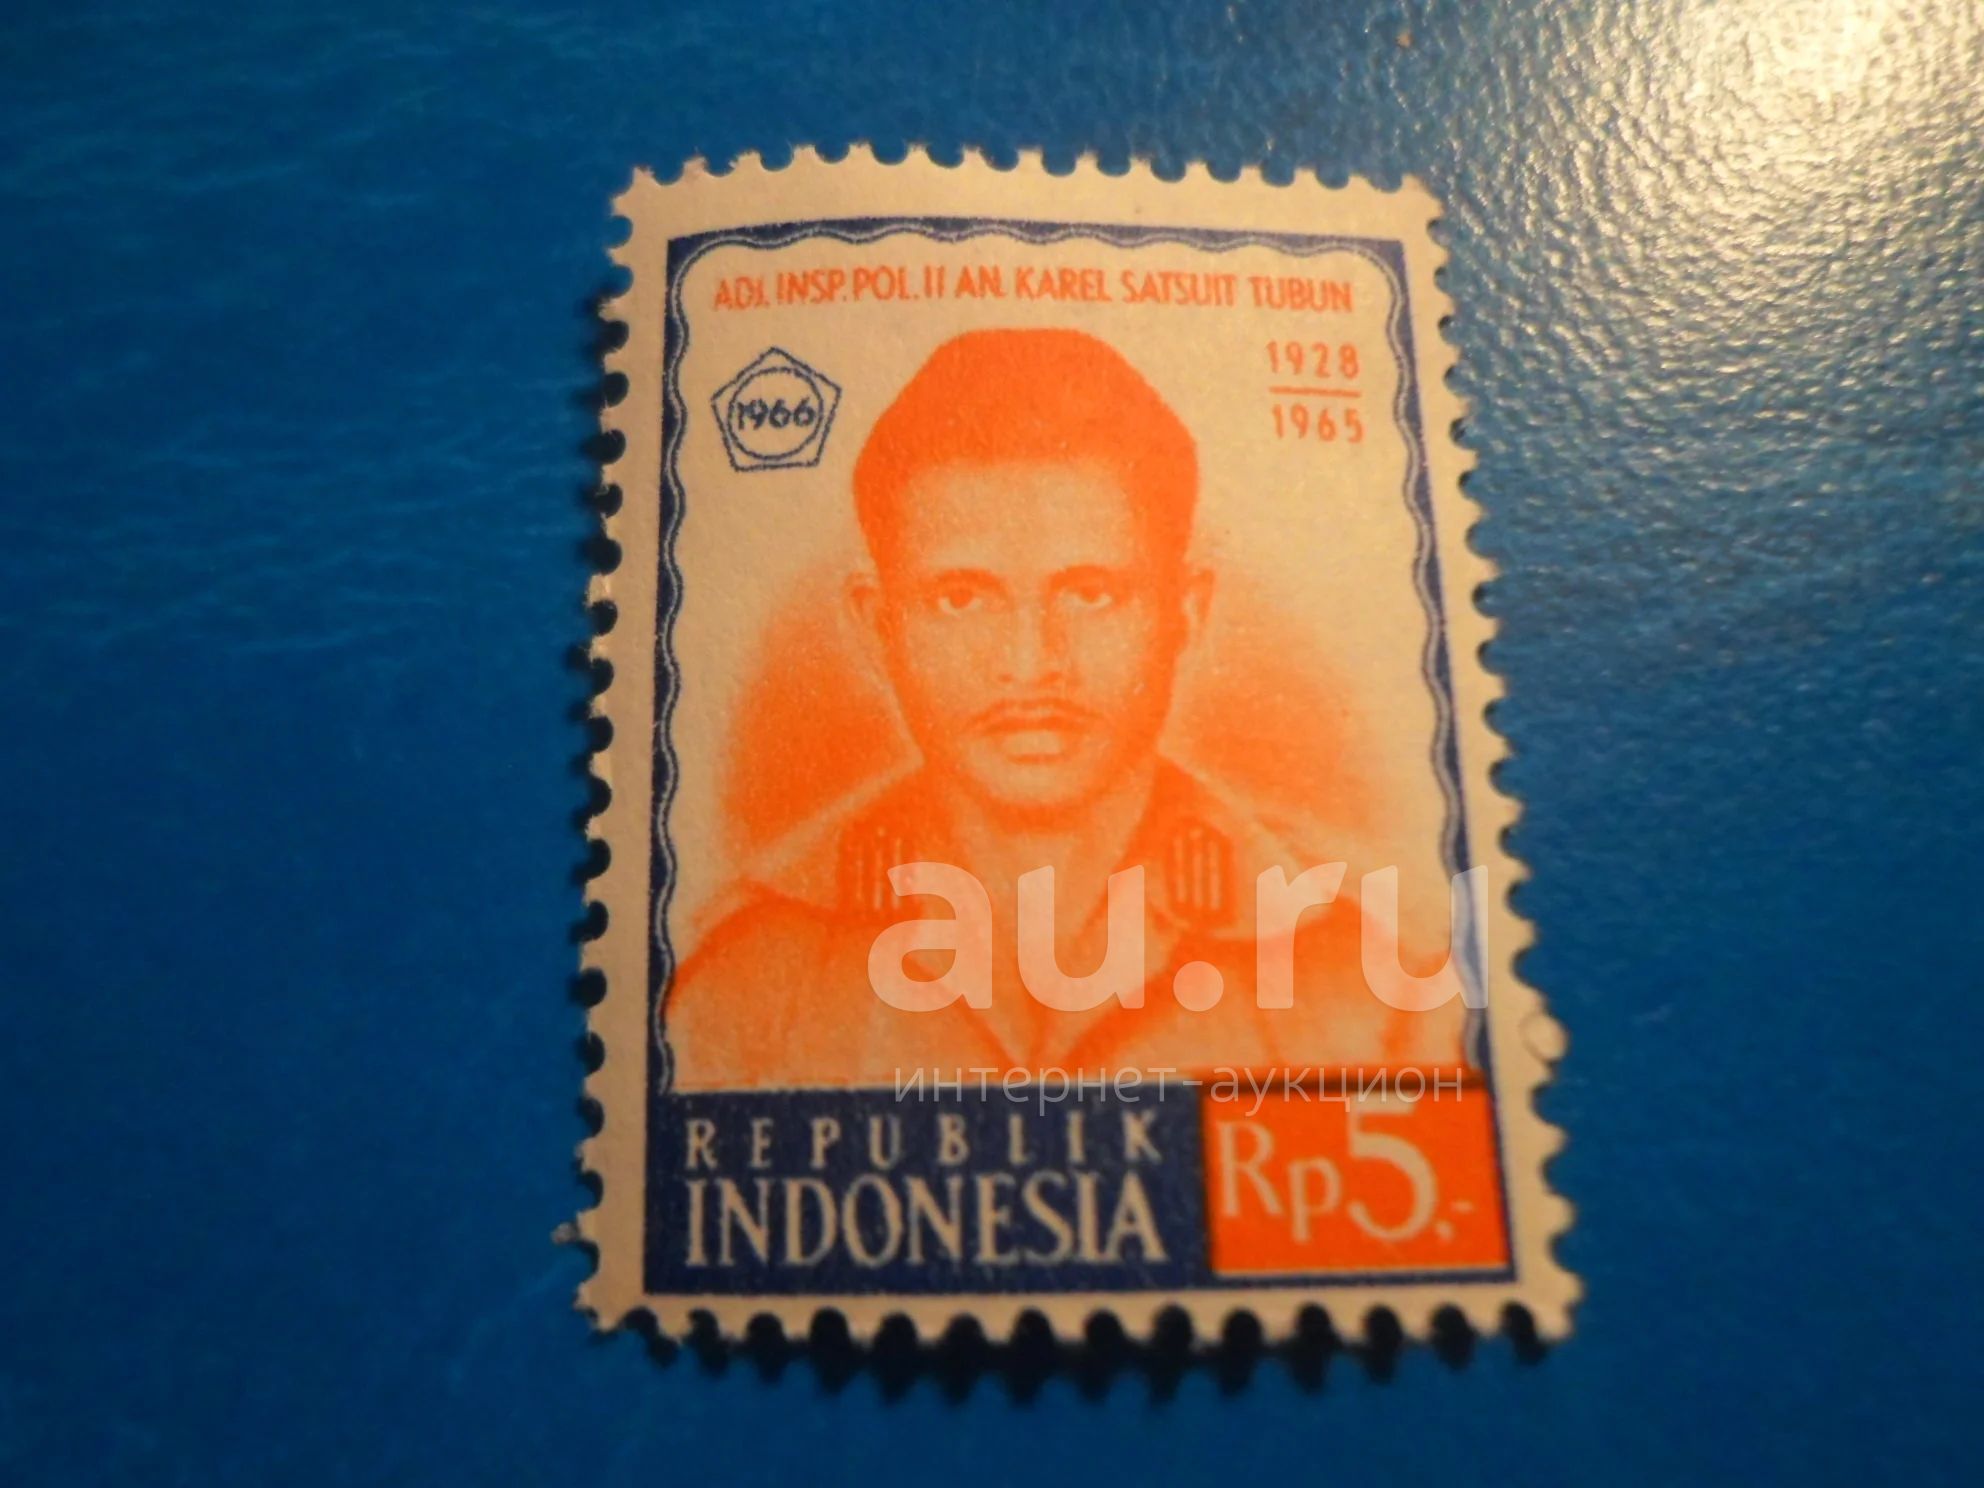 ADJ. INSP. POL. II AN. KAREL SATSUIT TUBUN
1966
1928
1965
au.ru
интернет-аукцион
REPUBLIK
INDONESIA
Rp5.-